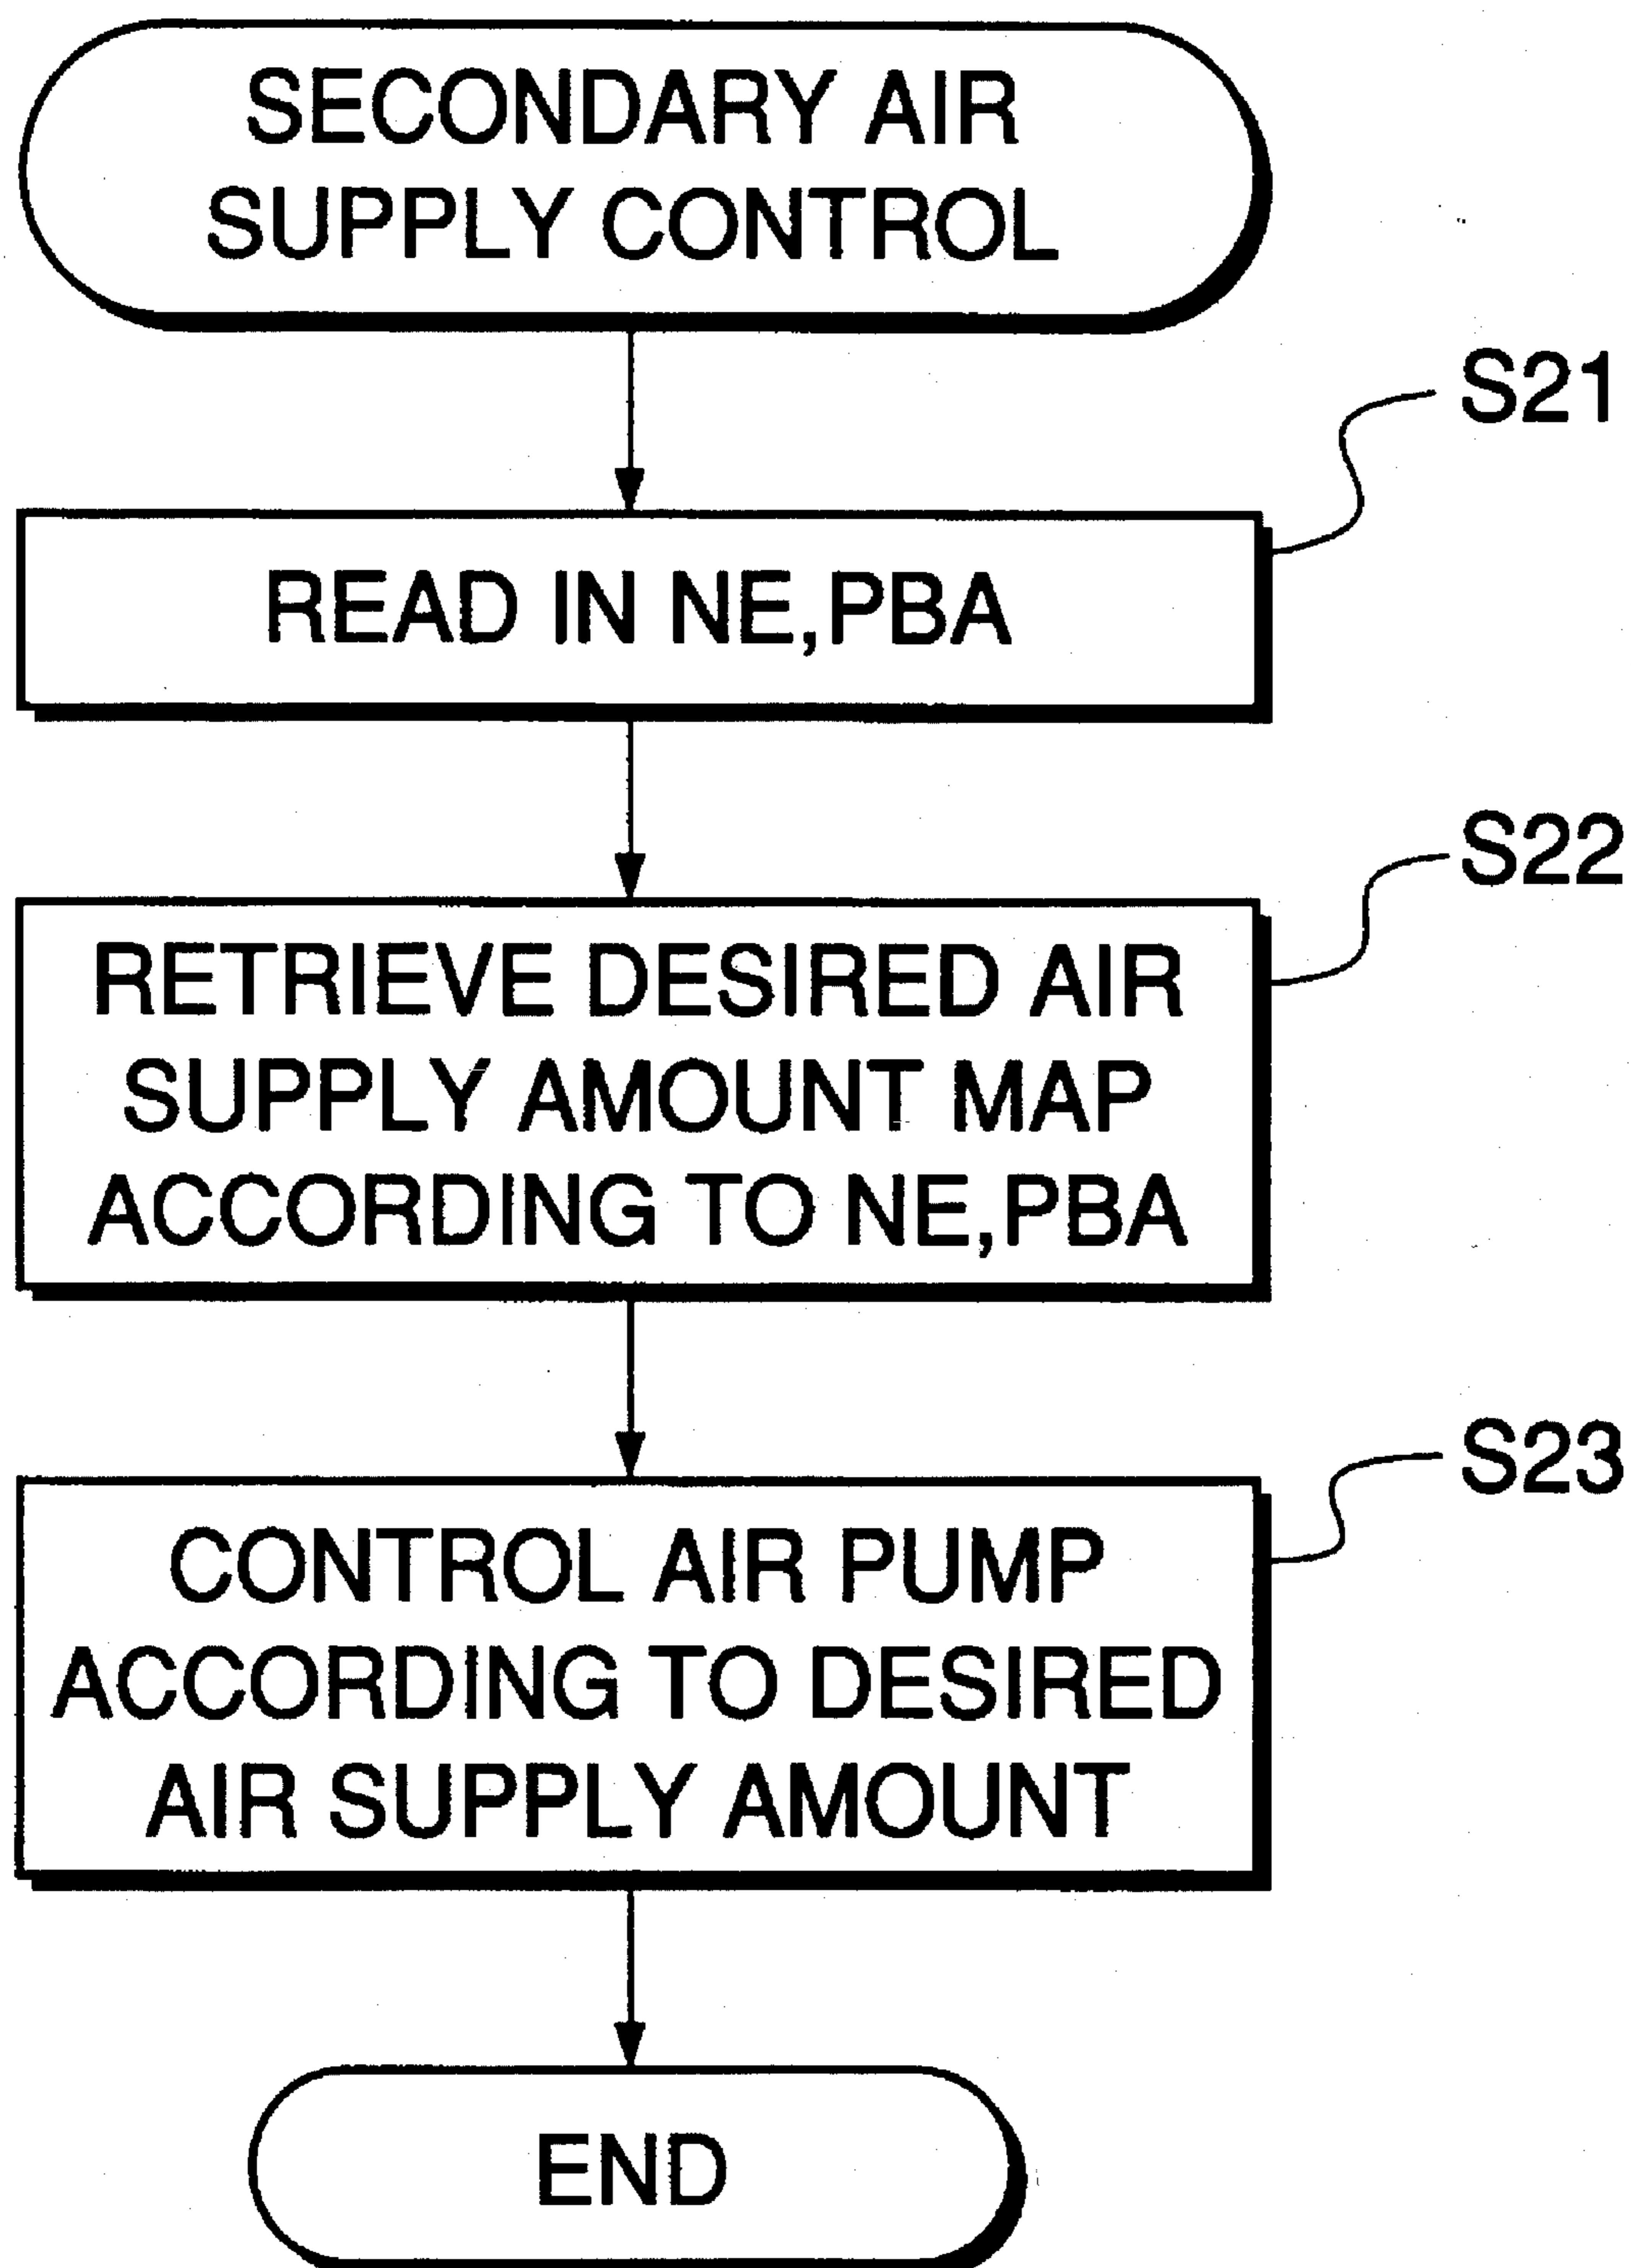 SECONDARY AIR
SUPPLY CONTROL
S21
READ IN NE,PBA
S22
RETRIEVE DESIRED AIR
SUPPLY AMOUNT MAP
ACCORDING TO NE,PBA
S23
CONTROL AIR PUMP
ACCORDING TO DESIRED
AIR SUPPLY AMOUNT
END